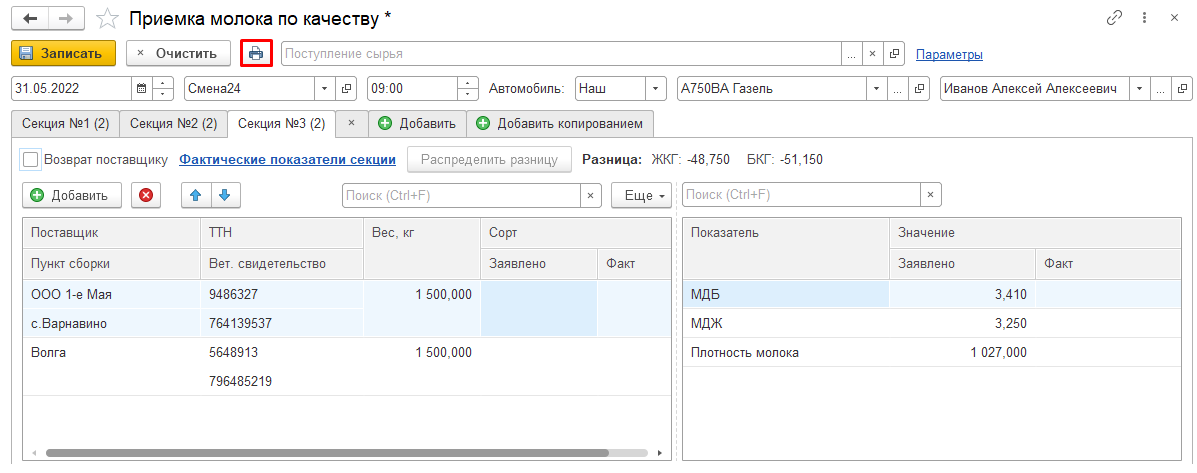 Приемка молока по качеству *
Записать × Очистить Поступление сырья ... × Параметры
31.05.2022 Смена24 09:00 Автомобиль: Наш А750ВА Газель ... Иванов Алексей Алексеевич ...
Секция №1 (2) Секция №2 (2) Секция №3 (2) × Добавить Добавить копированием
Возврат поставщику Фактические показатели секции Распределить разницу Разница: ЖКГ: -48,750 БКГ: -51,150
Добавить Поиск (Ctrl+F) × Еще Поиск (Ctrl+F) ×
Поставщик ТТН Вес, кг Сорт Показатель Значение
Пункт сборки Вет. свидетельство Заявлено Факт Заявлено Факт
ООО 1-е Мая 9486327 1 500,000 МДБ 3,410
с.Варнавино 764139537 МДЖ 3,250
Волга 5648913 1 500,000 Плотность молока 1 027,000
796485219